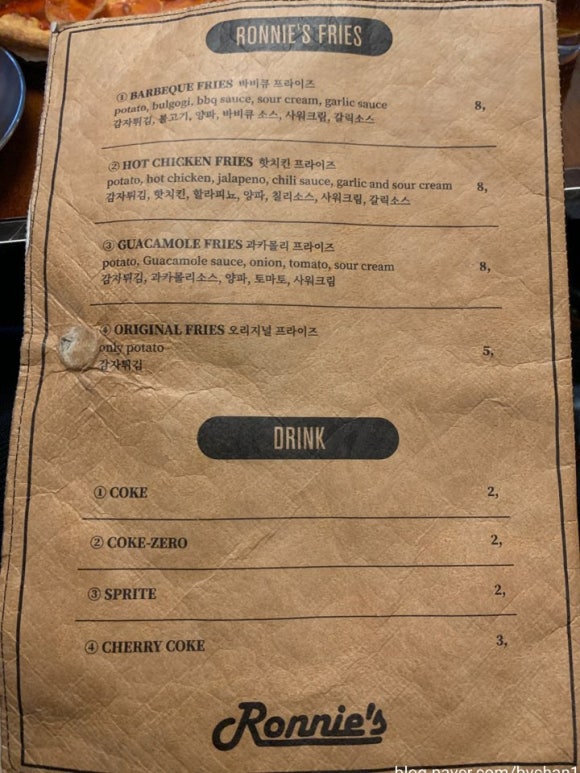 RONNIE'S FRIES
① BARBEQUE FRIES 바비큐 프라이즈
potato, bulgogi, bbq sauce, sour cream, garlic sauce
감자튀김, 불고기, 양파, 바비큐 소스, 사워크림, 갈릭소스
8,
② HOT CHICKEN FRIES 핫치킨 프라이즈
potato, hot chicken, jalapeno, chili sauce, garlic and sour cream
감자튀김, 핫치킨, 할라피뇨, 양파, 칠리소스, 사워크림, 갈릭소스
8,
③ GUACAMOLE FRIES 과카몰리 프라이즈
potato, Guacamole sauce, onion, tomato, sour cream
감자튀김, 과카몰리소스, 양파, 토마토, 사워크림
8,
④ ORIGINAL FRIES 오리지널 프라이즈
only potato
감자튀김
5,
DRINK
① COKE 2,
② COKE-ZERO 2,
③ SPRITE 2,
④ CHERRY COKE 3,
Ronnie's